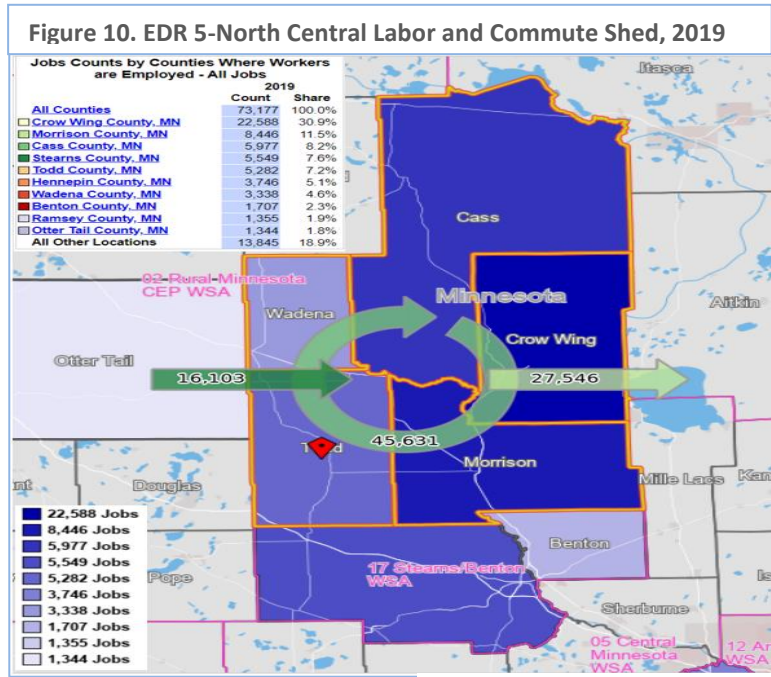 Figure 10. EDR 5-North Central Labor and Commute Shed, 2019
Jobs Counts by Counties Where Workers
are Employed - All Jobs
2019
Count Share
All Counties 73,177 100.0%
Crow Wing County, MN 22,588 30.9%
Morrison County, MN 8,446 11.5%
Cass County, MN 5,977 8.2%
Stearns County, MN 5,549 7.6%
Todd County, MN 5,282 7.2%
Hennepin County, MN 3,746 5.1%
Wadena County, MN 3,338 4.6%
Benton County, MN 1,707 2.3%
Ramsey County, MN 1,355 1.9%
Otter Tail County, MN 1,344 1.8%
All Other Locations 13,845 18.9%
Itasca
Cass
02 Rural Minnesota
CEP WSA
Minnesota
Wadena
Aitkin
Crow Wing
Otter Tail
16,103
27,546
45,631
Morrison
Mille Lacs
Douglas
22,588 Jobs
8,446 Jobs
5,977 Jobs
5,549 Jobs
5,282 Jobs
3,746 Jobs
3,338 Jobs
1,707 Jobs
1,355 Jobs
1,344 Jobs
Benton
Pope
17 Stearns/Benton
WSA
Sherburne
05 Central
Minnesota
WSA
12 An
WSA